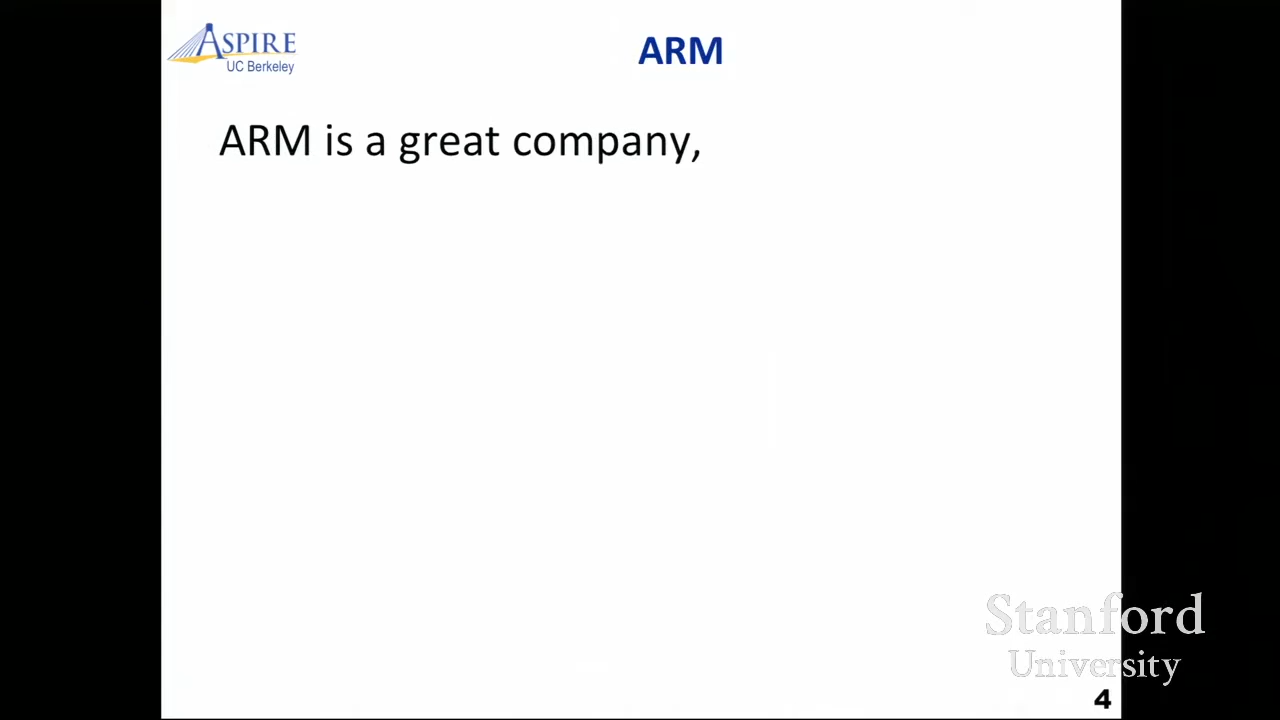 ASPIRE
UC Berkeley
ARM
ARM is a great company,
Stanford
University
4